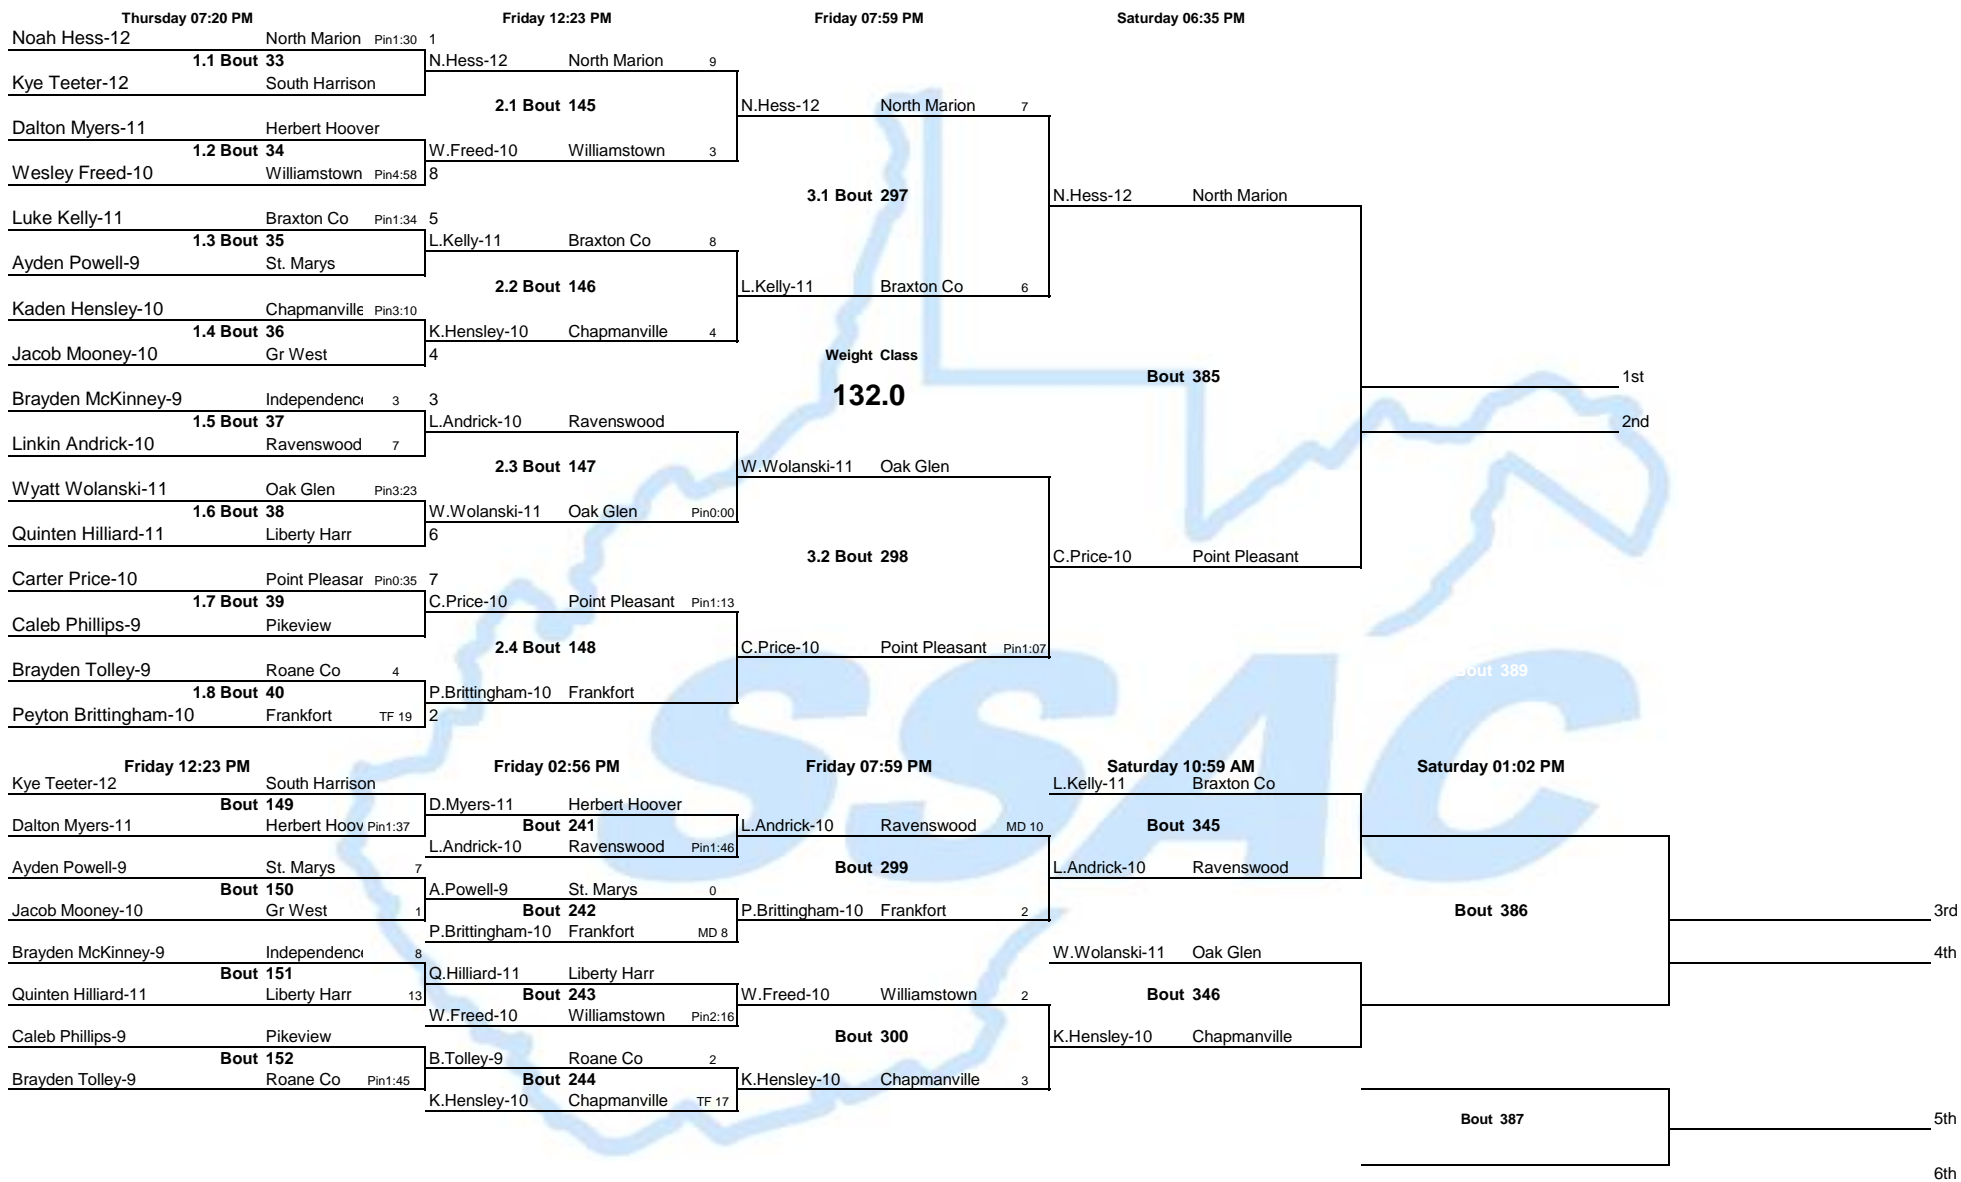 Thursday 07:20 PM Friday 12:23 PM Friday 07:59 PM Saturday 06:35 PM
Noah Hess-12 North Marion Pin1:30 1
1.1 Bout 33 N.Hess-12 North Marion 9
Kye Teeter-12 South Harrison
2.1 Bout 145 N.Hess-12 North Marion 7
Dalton Myers-11 Herbert Hoover
1.2 Bout 34 W.Freed-10 Williamstown 3
Wesley Freed-10 Williamstown Pin4:58 8
3.1 Bout 297 N.Hess-12 North Marion
Luke Kelly-11 Braxton Co Pin1:34 5
1.3 Bout 35 L.Kelly-11 Braxton Co 8
Ayden Powell-9 St. Marys
2.2 Bout 146 L.Kelly-11 Braxton Co 6
Kaden Hensley-10 Chapmanville Pin3:10
1.4 Bout 36 K.Hensley-10 Chapmanville 4
Jacob Mooney-10 Gr West 4 Weight Class
Bout 385 1st
132.0
Brayden McKinney-9 Independence 3 3
1.5 Bout 37 L.Andrick-10 Ravenswood 2nd
Linkin Andrick-10 Ravenswood 7
2.3 Bout 147 W.Wolanski-11 Oak Glen
Wyatt Wolanski-11 Oak Glen Pin3:23
1.6 Bout 38 W.Wolanski-11 Oak Glen Pin0:00
Quinten Hilliard-11 Liberty Harr 6
3.2 Bout 298 C.Price-10 Point Pleasant
Carter Price-10 Point Pleasar Pin0:35 7
1.7 Bout 39 C.Price-10 Point Pleasant Pin1:13
Caleb Phillips-9 Pikeview
2.4 Bout 148 C.Price-10 Point Pleasant Pin1:07
Brayden Tolley-9 Roane Co 4 Bout 389
1.8 Bout 40 P.Brittingham-10 Frankfort
Peyton Brittingham-10 Frankfort TF 19 2
SSAC
Friday 12:23 PM Friday 02:56 PM Friday 07:59 PM Saturday 10:59 AM Saturday 01:02 PM
Kye Teeter-12 South Harrison L.Kelly-11 Braxton Co
Bout 149 D.Myers-11 Herbert Hoover
Dalton Myers-11 Herbert Hoov Pin1:37 Bout 241 L.Andrick-10 Ravenswood MD 10 Bout 345
L.Andrick-10 Ravenswood Pin1:46
Ayden Powell-9 St. Marys 7 Bout 299 L.Andrick-10 Ravenswood
Bout 150 A.Powell-9 St. Marys 0
Jacob Mooney-10 Gr West 1 Bout 242 P.Brittingham-10 Frankfort 2 Bout 386 3rd
P.Brittingham-10 Frankfort MD 8
Brayden McKinney-9 Independence 8 W.Wolanski-11 Oak Glen 4th
Bout 151 Q.Hilliard-11 Liberty Harr
Quinten Hilliard-11 Liberty Harr 13 Bout 243 W.Freed-10 Williamstown 2 Bout 346
W.Freed-10 Williamstown Pin2:16
Caleb Phillips-9 Pikeview Bout 300 K.Hensley-10 Chapmanville
Bout 152 B.Tolley-9 Roane Co 2
Brayden Tolley-9 Roane Co Pin1:45 Bout 244 K.Hensley-10 Chapmanville 3
K.Hensley-10 Chapmanville TF 17
Bout 387 5th
6th